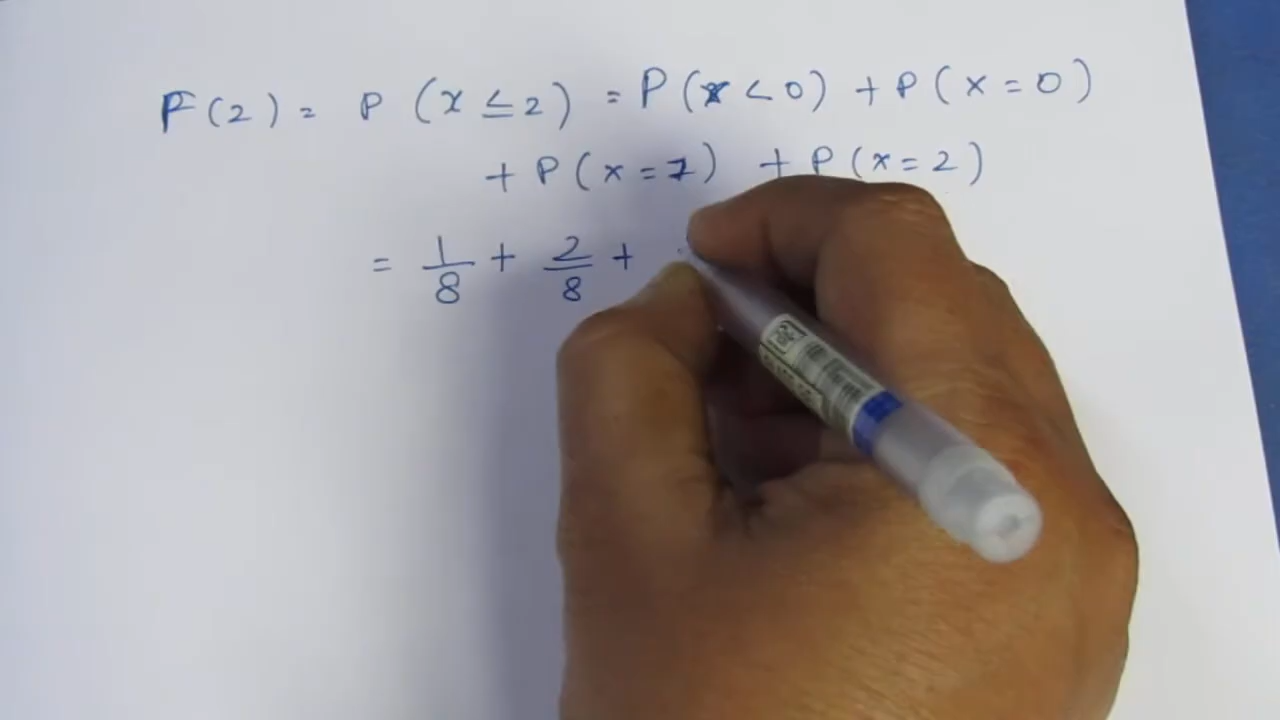 F(2) = P (x ≤ 2) = P(x < 0) + P(x = 0)
+ P(x = 1) + P(x = 2)
= 1/8 + 2/8 +